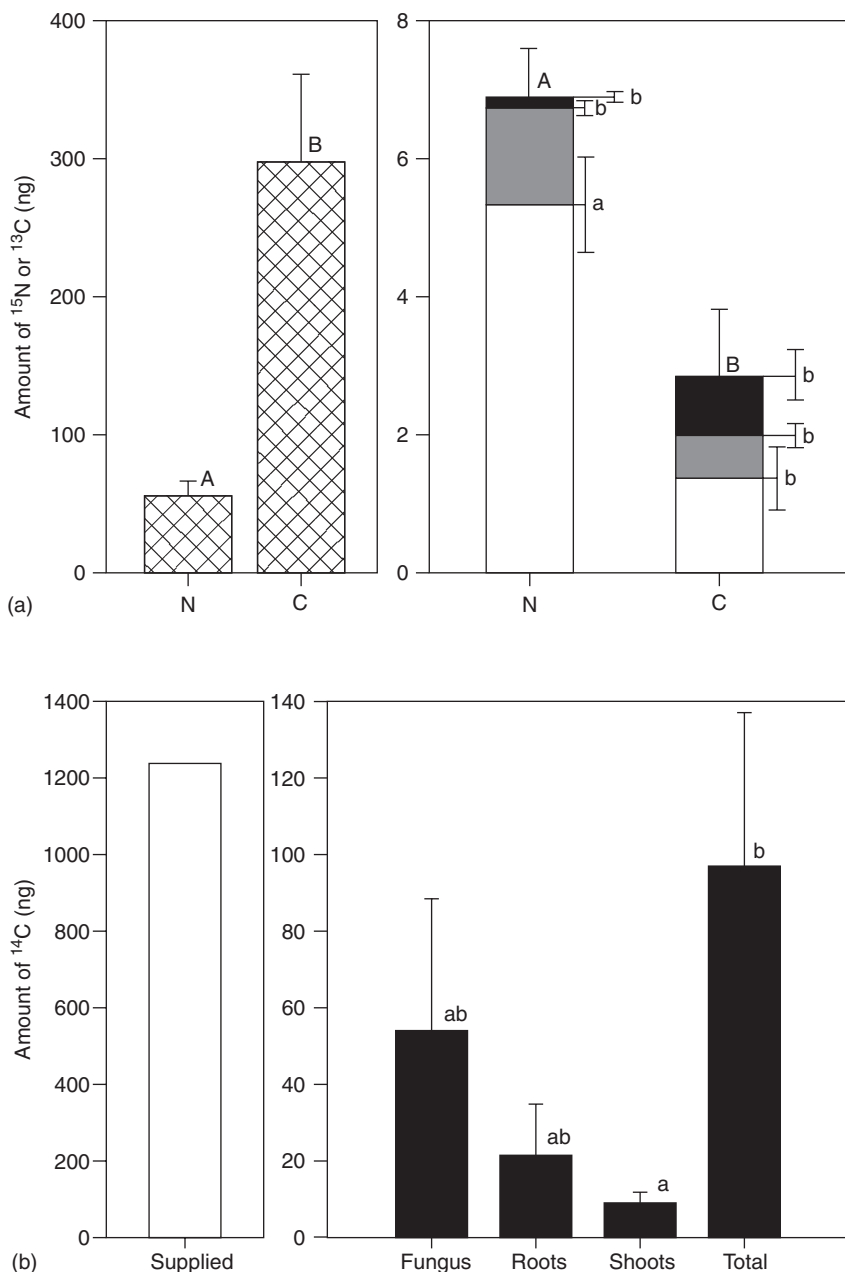 400
300
200
100
0
Amount of ¹⁵N or ¹³C (ng)
A
B
N
C
(a)
8
6
4
2
0
A
b
b
a
B
b
b
b
N
C
1400
1200
1000
800
600
400
200
0
Amount of ¹⁴C (ng)
Supplied
(b)
140
120
100
80
60
40
20
0
ab
ab
a
b
Fungus
Roots
Shoots
Total